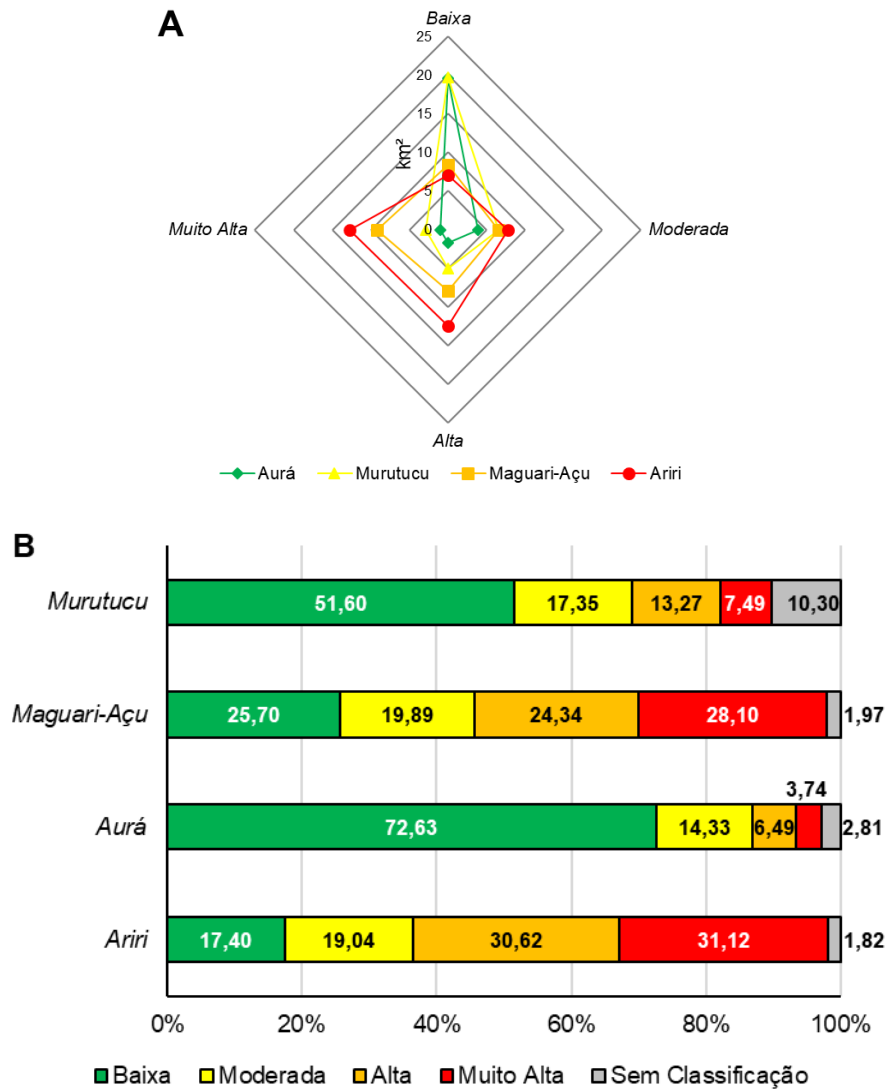 A
Baixa
25
20
15
10
5
0
km²
Muito Alta
Moderada
Alta
Aurá Murutucu Maguari-Açu Ariri
B
Murutucu 51,60 17,35 13,27 7,49 10,30
Maguari-Açu 25,70 19,89 24,34 28,10 1,97
3,74
Aurá 72,63 14,33 6,49 2,81
Ariri 17,40 19,04 30,62 31,12 1,82
0% 20% 40% 60% 80% 100%
Baixa Moderada Alta Muito Alta Sem Classificação